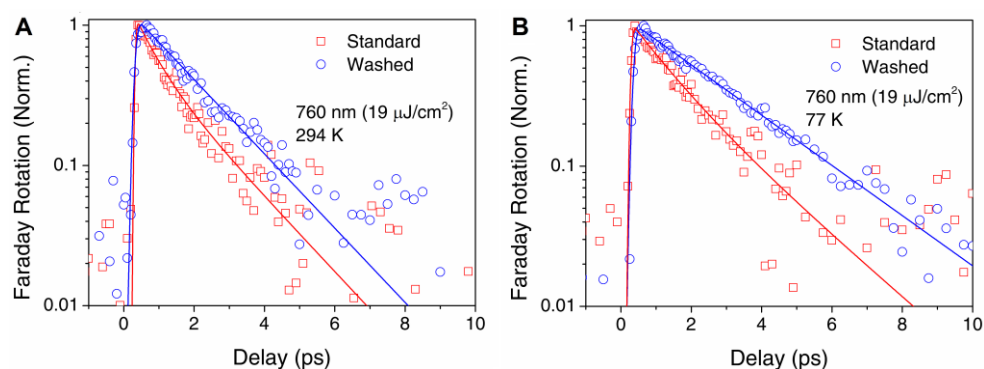 A
Standard
Washed
760 nm (19 μJ/cm²)
294 K
1
0.1
0.01
Faraday Rotation (Norm.)
0 2 4 6 8 10
Delay (ps)
B
Standard
Washed
760 nm (19 μJ/cm²)
77 K
1
0.1
0.01
Faraday Rotation (Norm.)
0 2 4 6 8 10
Delay (ps)